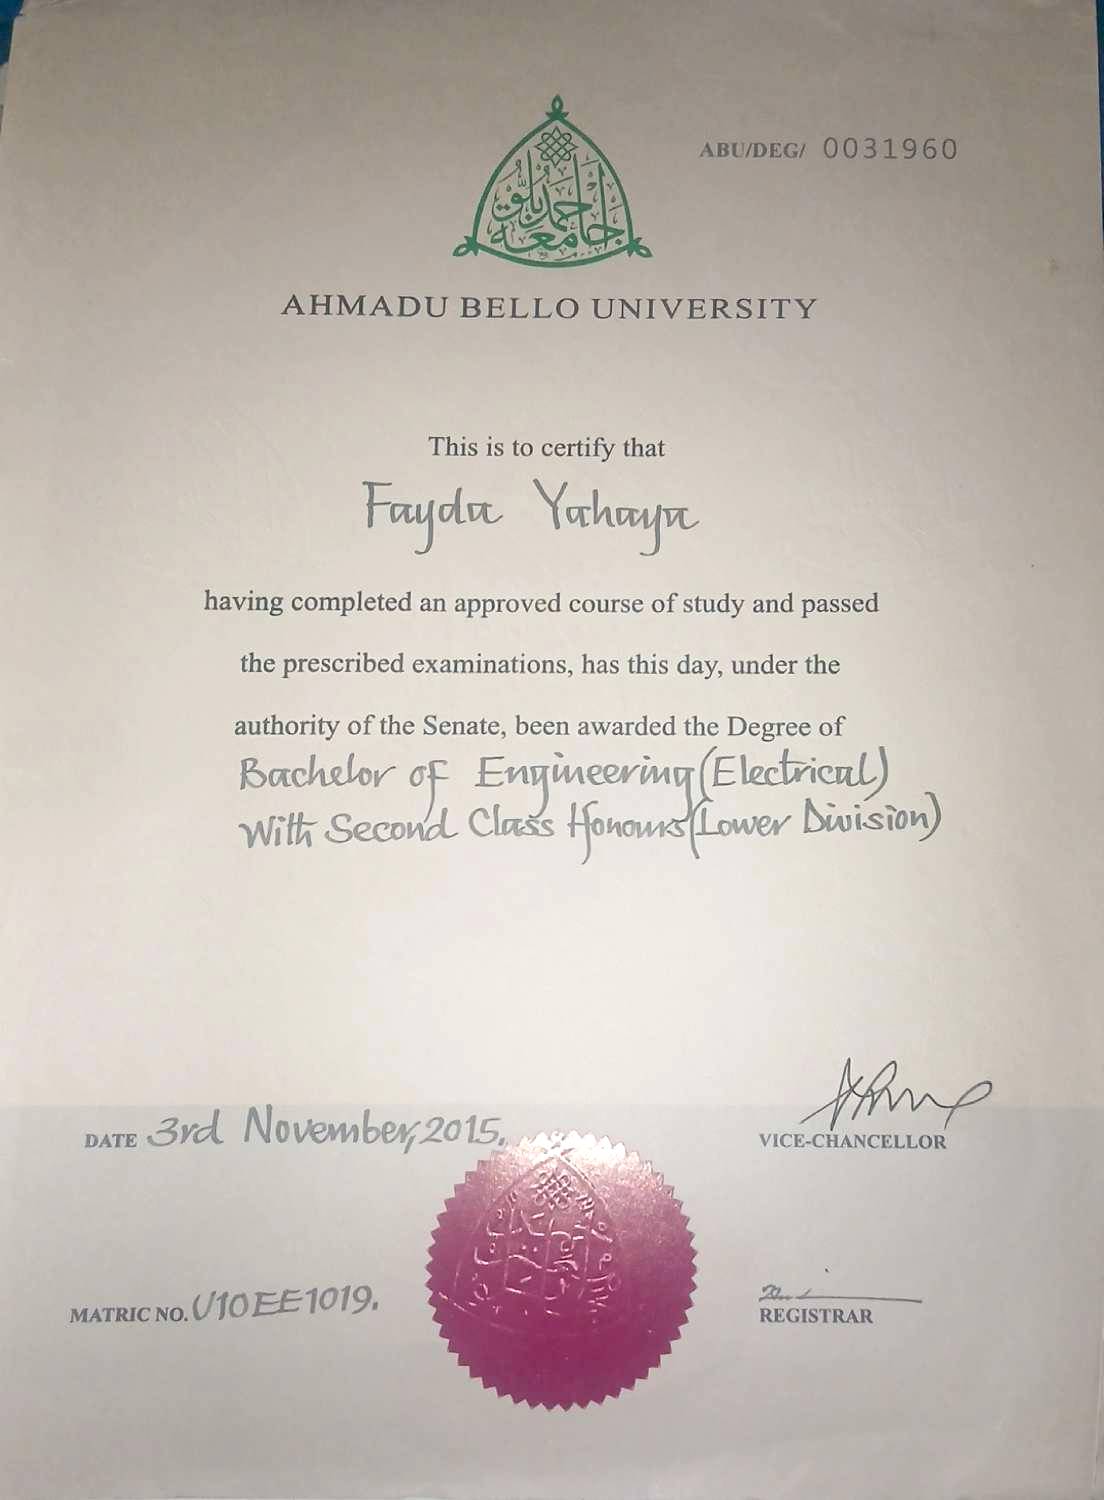 ABU/DEG/ 0031960
جامعة أحمد بللو
AHMADU BELLO UNIVERSITY
This is to certify that
Fayda Yahaya
having completed an approved course of study and passed
the prescribed examinations, has this day, under the
authority of the Senate, been awarded the Degree of
Bachelor of Engineering (Electrical)
With Second Class Honours (Lower Division)
DATE 3rd November, 2015.
VICE-CHANCELLOR
MATRIC NO. U10EE1019.
REGISTRAR